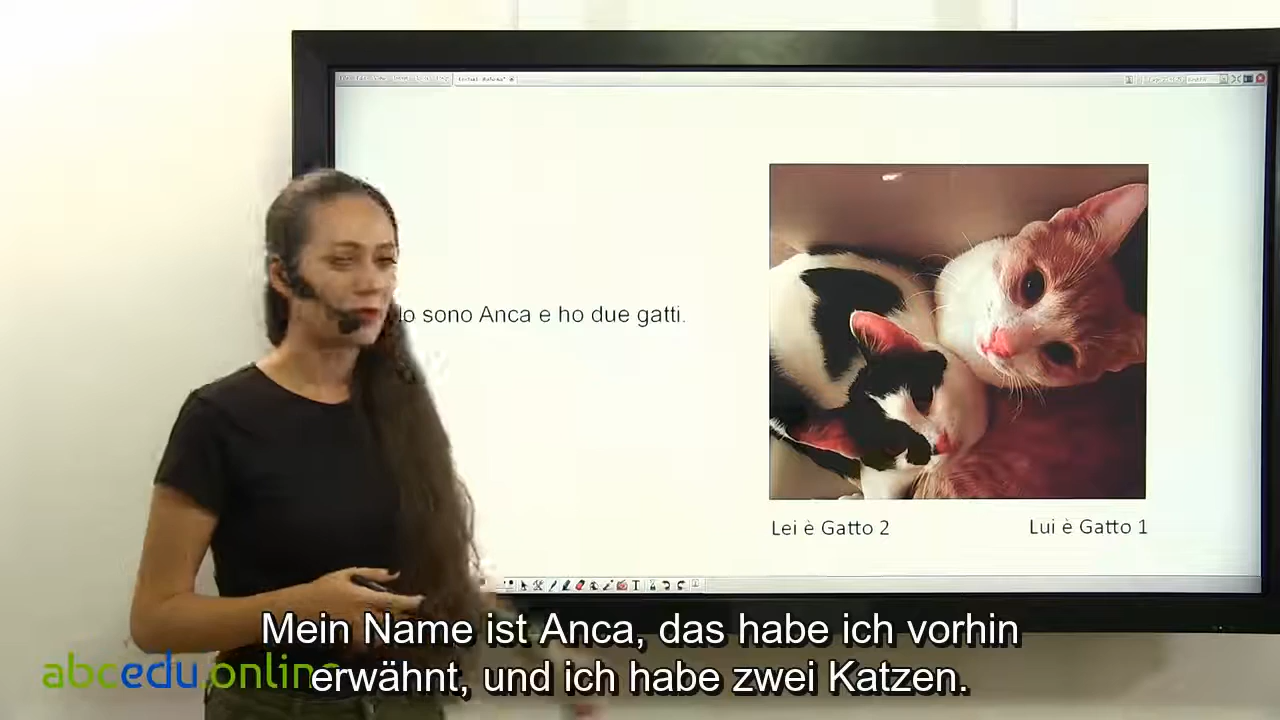 Io sono Anca e ho due gatti.
Lei è Gatto 2
Lui è Gatto 1
Mein Name ist Anca, das habe ich vorhin
erwähnt, und ich habe zwei Katzen.
abcedu.online